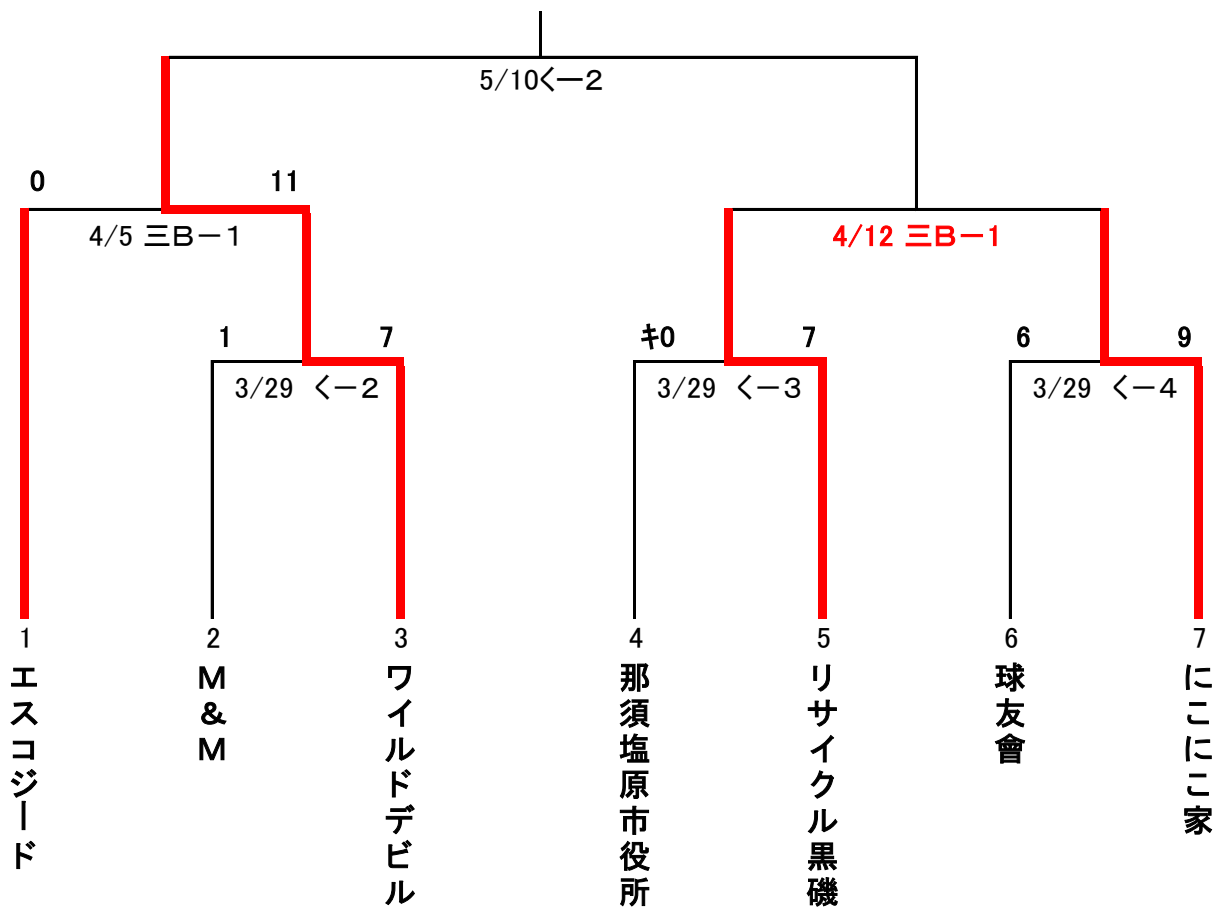 5/10くー2
0
11
4/5 三Bー1
4/12 三Bー1
1
7
キ0
7
6
9
3/29 くー2
3/29 くー3
3/29 くー4
1
2
3
4
5
6
7
エスコジード
M&M
ワイルドデビル
那須塩原市役所
リサイクル黒磯
球友會
にこにこ家